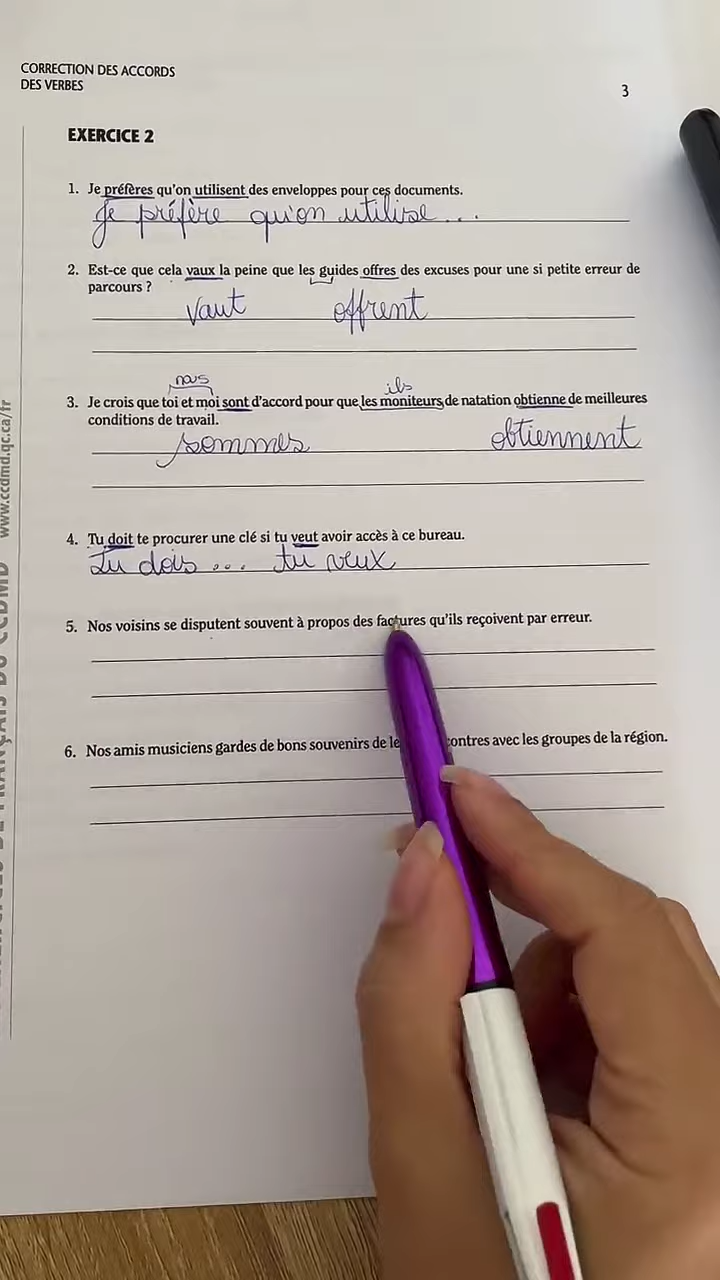 CORRECTION DES ACCORDS
DES VERBES
3
EXERCICE 2
1. Je préfères qu'on utilisent des enveloppes pour ces documents.
Je préfère qu'on utilise...
2. Est-ce que cela vaux la peine que les guides offres des excuses pour une si petite erreur de
parcours ?
vaut offrent
nous ils
3. Je crois que toi et moi sont d'accord pour que les moniteurs de natation obtienne de meilleures
conditions de travail.
sommes obtiennent
4. Tu doit te procurer une clé si tu veut avoir accès à ce bureau.
Tu dois ... tu veux
5. Nos voisins se disputent souvent à propos des factures qu'ils reçoivent par erreur.
6. Nos amis musiciens gardes de bons souvenirs de avec les groupes de la région.
www.ccdmd.qc.ca/fr
DU CCDMD